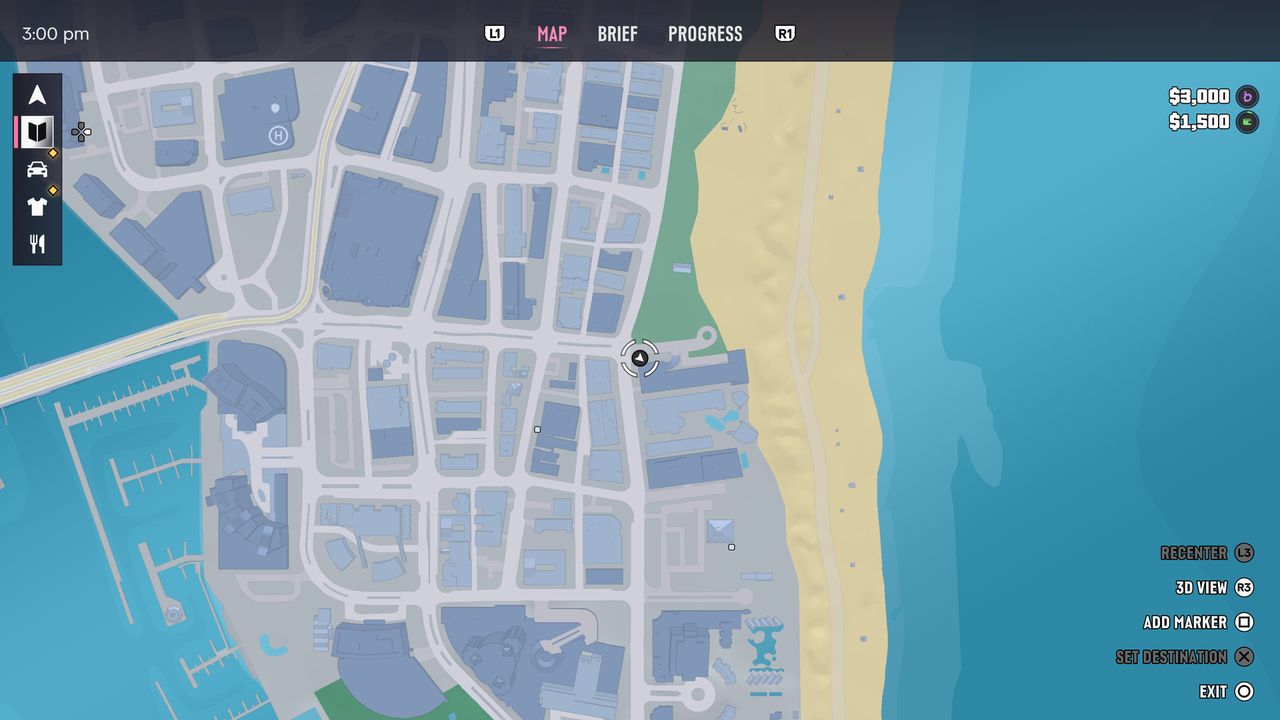 3:00 pm
L1 MAP BRIEF PROGRESS R1
$3,000
$1,500
H
RECENTER L3
3D VIEW R3
ADD MARKER
SET DESTINATION
EXIT